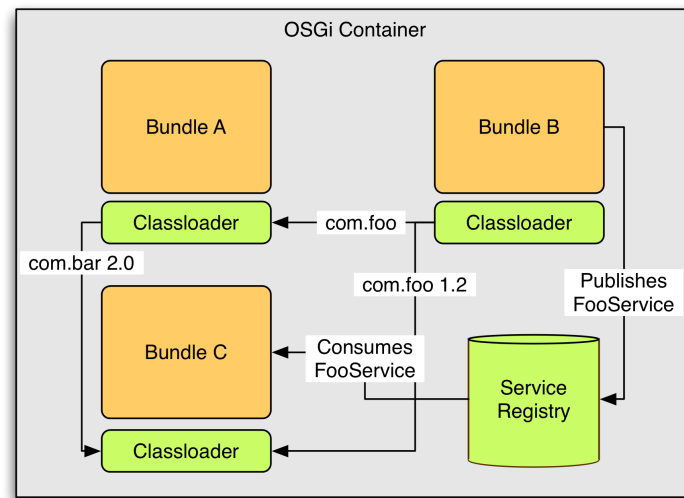 OSGi Container
Bundle A
Bundle B
Classloader
com.foo
Classloader
com.bar 2.0
com.foo 1.2
Publishes
FooService
Bundle C
Consumes
FooService
Service
Registry
Classloader